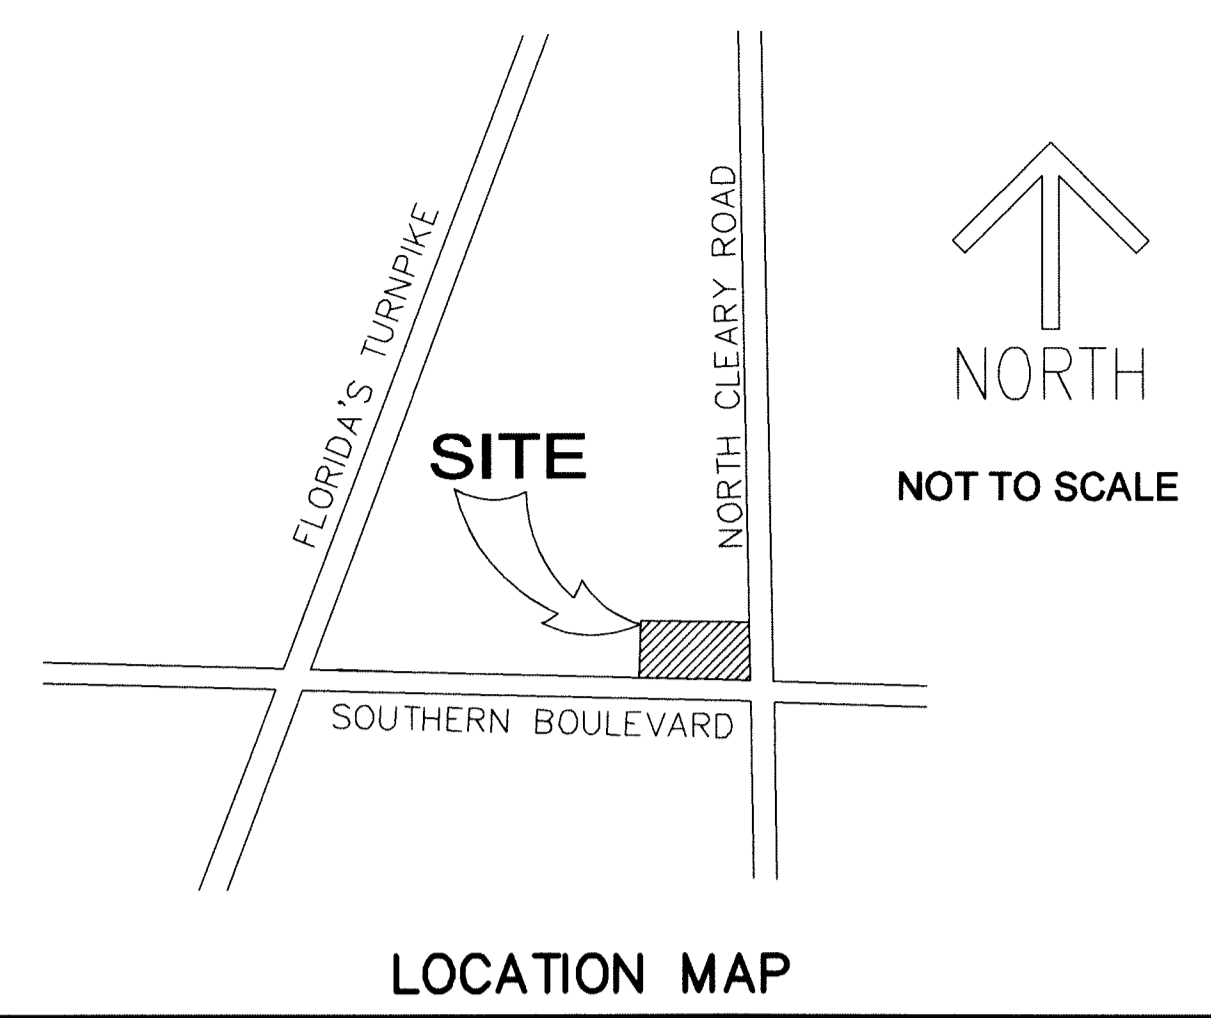 FLORIDA'S TURNPIKE
NORTH CLEARY ROAD
NORTH
SITE
NOT TO SCALE
SOUTHERN BOULEVARD
LOCATION MAP